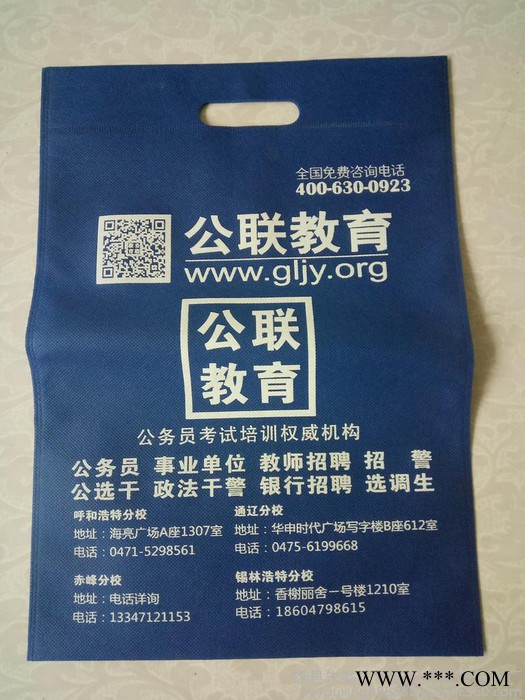 全国免费咨询电话
400-630-0923
公联教育
www.gljy.org
公联
教育
公务员考试培训权威机构
公务员 事业单位 教师招聘 招 警
公选干 政法干警 银行招聘 选调生
呼和浩特分校
地址：海亮广场A座1307室
电话：0471-5298561
通辽分校
地址：华申时代广场写字楼B座612室
电话：0475-6199668
赤峰分校
地址：电话详询
电话：13347121153
锡林浩特分校
地址：香榭丽舍一号楼1210室
电话：18604798615
WWW.***.COM